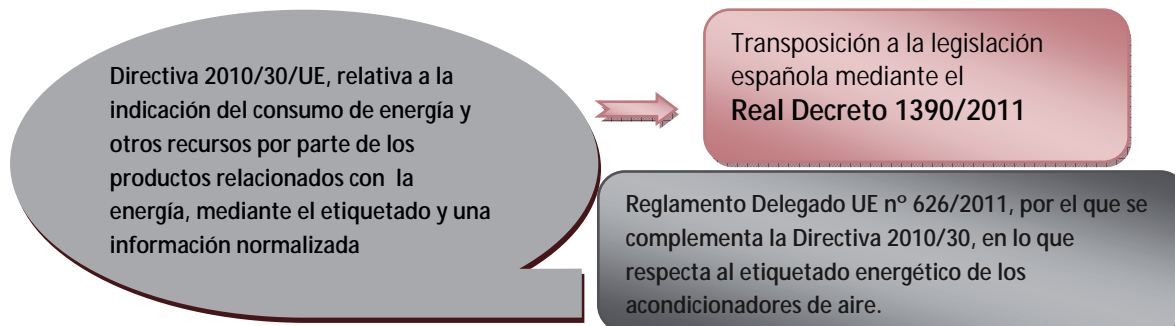 Directiva 2010/30/UE, relativa a la
indicación del consumo de energía y
otros recursos por parte de los
productos relacionados con la
energía, mediante el etiquetado y una
información normalizada
Transposición a la legislación
española mediante el
Real Decreto 1390/2011
Reglamento Delegado UE nº 626/2011, por el que se
complementa la Directiva 2010/30, en lo que
respecta al etiquetado energético de los
acondicionadores de aire.